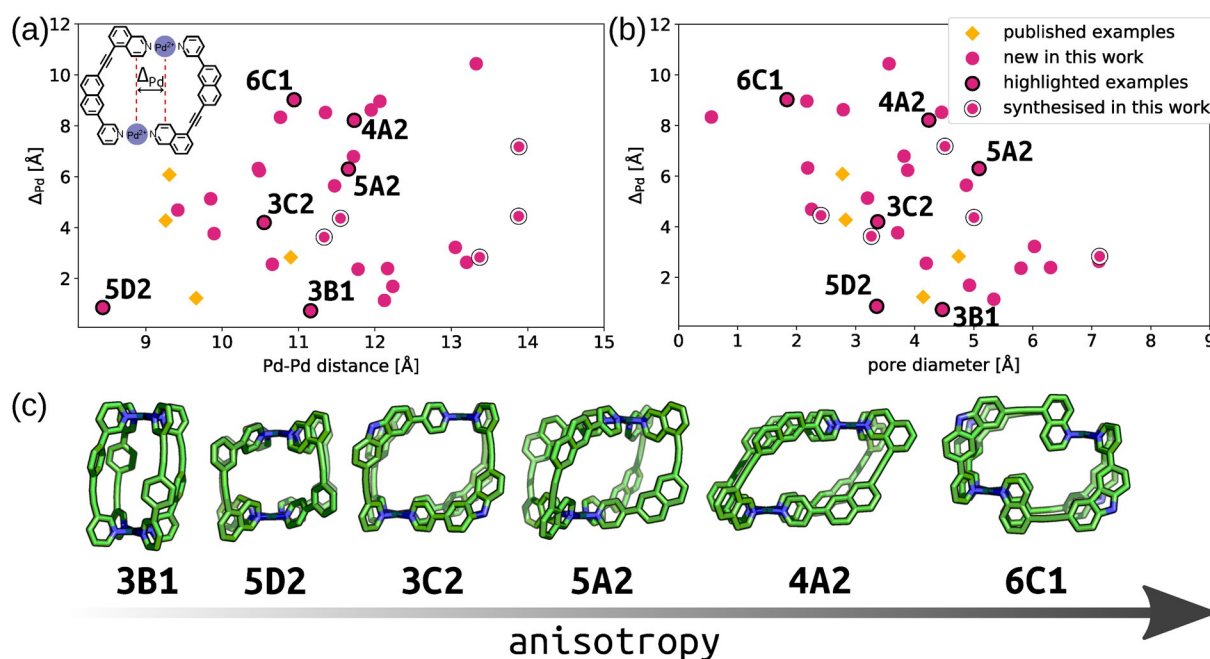 (a)
12
10
8
6
4
2
Δ_Pd [Å]
N
Pd²⁺
N
Δ_Pd
N
Pd²⁺
N
6C1
4A2
5A2
3C2
5D2
3B1
9
10
11
12
13
14
15
Pd-Pd distance [Å]
(b)
12
10
8
6
4
2
Δ_Pd [Å]
published examples
new in this work
highlighted examples
synthesised in this work
6C1
4A2
5A2
3C2
5D2
3B1
0
1
2
3
4
5
6
7
8
9
pore diameter [Å]
(c)
3B1
5D2
3C2
5A2
4A2
6C1
anisotropy